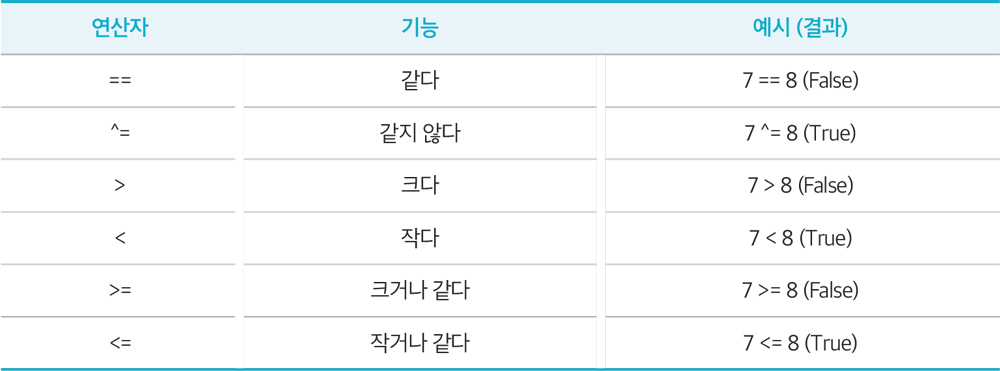 연산자 기능 예시 (결과)
== 같다 7 == 8 (False)
^= 같지 않다 7 ^= 8 (True)
> 크다 7 > 8 (False)
< 작다 7 < 8 (True)
>= 크거나 같다 7 >= 8 (False)
<= 작거나 같다 7 <= 8 (True)